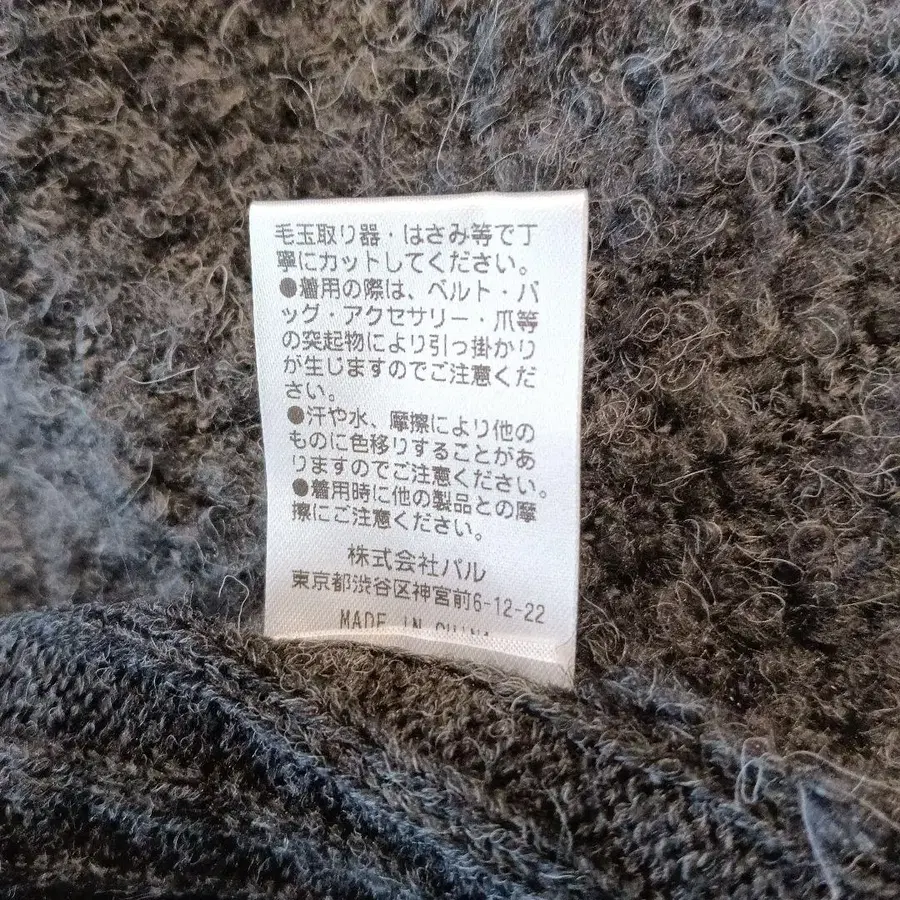 毛玉取り器・はさみ等で丁
寧にカットしてください。
●着用の際は、ベルト・バ
ッグ・アクセサリー・爪等
の突起物により引っ掛かり
が生じますのでご注意くだ
さい。
●汗や水、摩擦により他の
ものに色移りすることがあ
りますのでご注意ください。
●着用時に他の製品との摩
擦にご注意ください。
株式会社パル
東京都渋谷区神宮前6-12-22
MADE IN CHINA